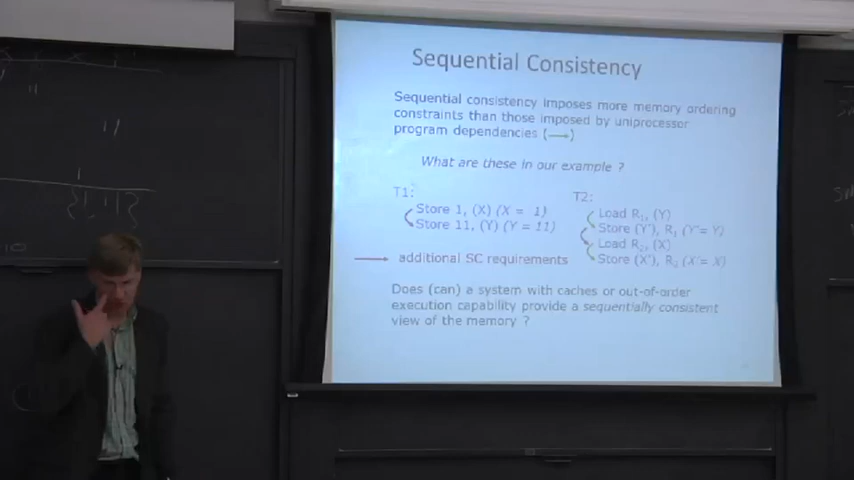 Sequential Consistency
Sequential consistency imposes more memory ordering
constraints than those imposed by uniprocessor
program dependencies (→)
What are these in our example ?
T1:
Store 1, (X) (X = 1)
Store 11, (Y) (Y = 11)
T2:
Load R1, (Y)
Store (Y'), R1 (Y'= Y)
Load R2, (X)
Store (X'), R2 (X'= X)
additional SC requirements
Does (can) a system with caches or out-of-order
execution capability provide a sequentially consistent
view of the memory ?